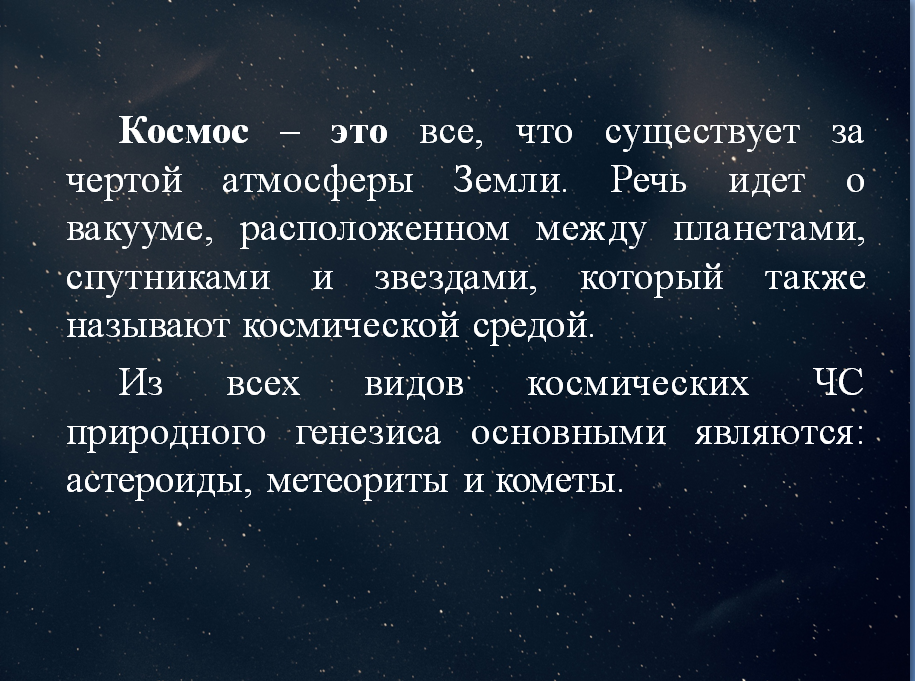 Космос – это все, что существует за
чертой атмосферы Земли. Речь идет о
вакууме, расположенном между планетами,
спутниками и звездами, который также
называют космической средой.
Из всех видов космических ЧС
природного генезиса основными являются:
астероиды, метеориты и кометы.